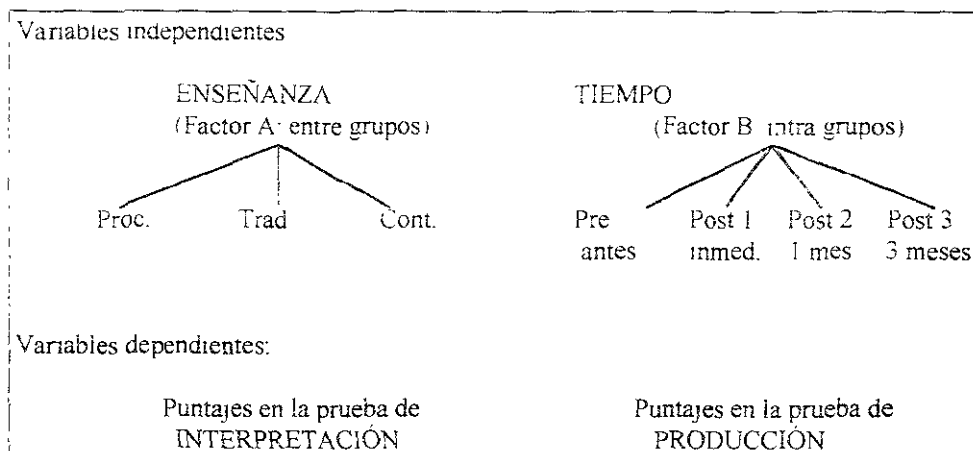 Variables independientes
ENSEÑANZA
(Factor A: entre grupos)
Proc. Trad Cont.
TIEMPO
(Factor B intra grupos)
Pre Post 1 Post 2 Post 3
antes inmed. 1 mes 3 meses
Variables dependientes:
Puntajes en la prueba de
INTERPRETACIÓN
Puntajes en la prueba de
PRODUCCIÓN